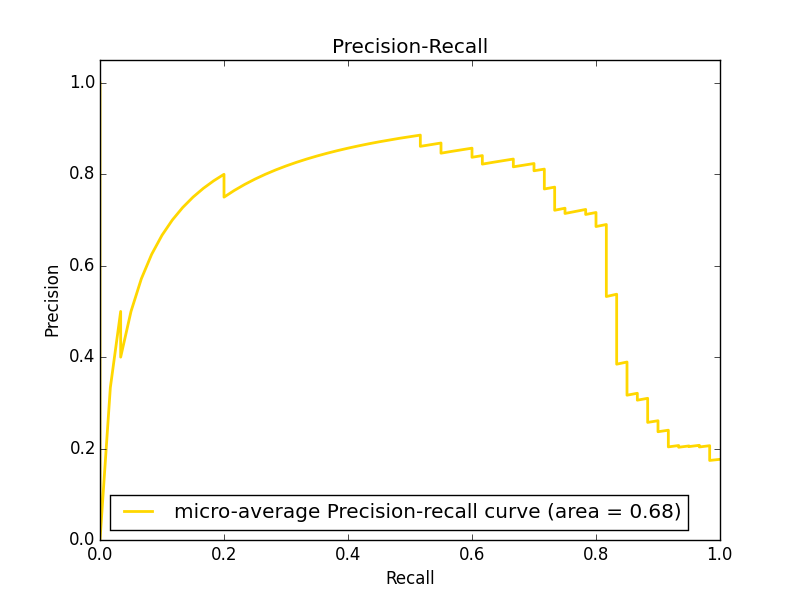 Precision-Recall
1.0
0.8
0.6
0.4
0.2
0.0
Precision
micro-average Precision-recall curve (area = 0.68)
0.0 0.2 0.4 0.6 0.8 1.0
Recall